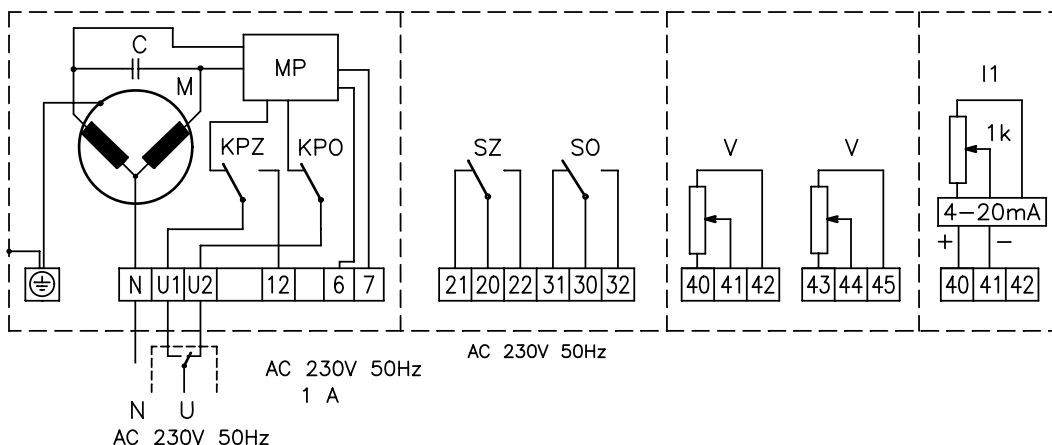 C
MP
I1
M
1k
KPZ
KPO
SZ
SO
V
V
4-20mA
+
-
N U1 U2 12 6 7
21 20 22 31 30 32
40 41 42
43 44 45
40 41 42
AC 230V 50Hz
AC 230V 50Hz
1 A
N U
AC 230V 50Hz